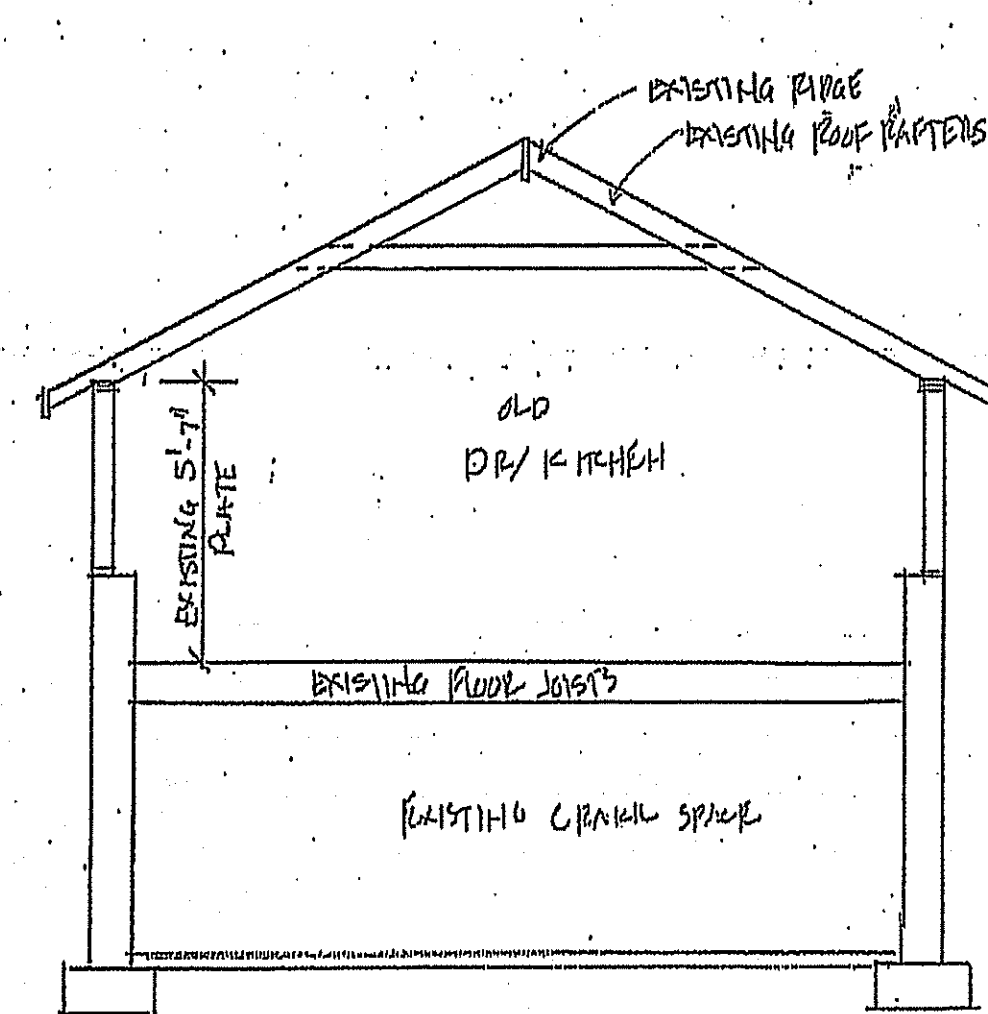 EXISTING RIDGE
EXISTING ROOF RAFTERS
OLD
DR/ KITCHEN
EXISTING 5'-7"
PLATE
EXISTING FLOOR JOISTS
EXISTING CRAWL SPACE